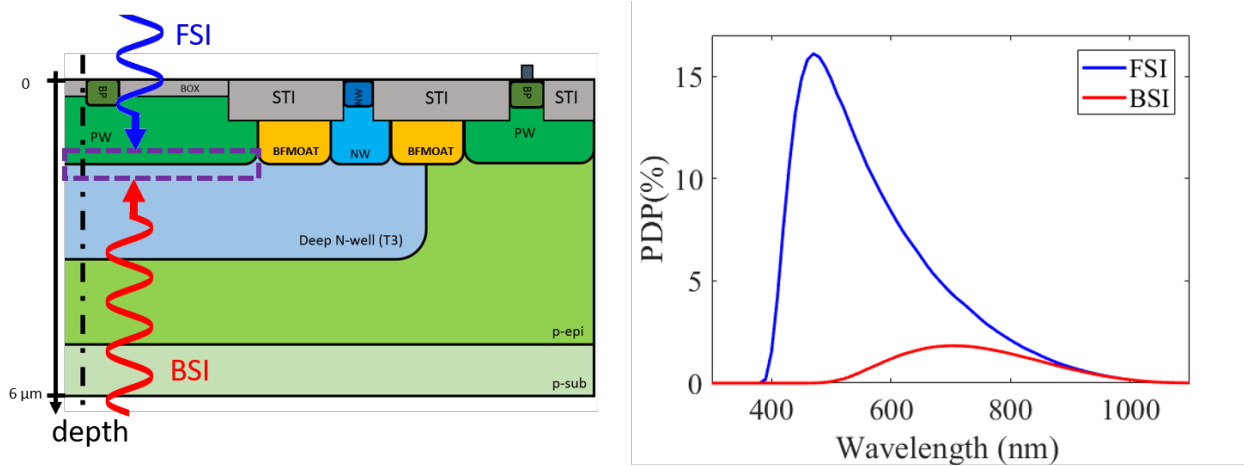 FSI
0
BP
BOX
STI
NW
STI
BP
STI
PW
BFMOAT
NW
BFMOAT
PW
Deep N-well (T3)
p-epi
BSI
p-sub
6 µm
depth
PDP(%)
15
10
5
0
FSI
BSI
400
600
800
1000
Wavelength (nm)